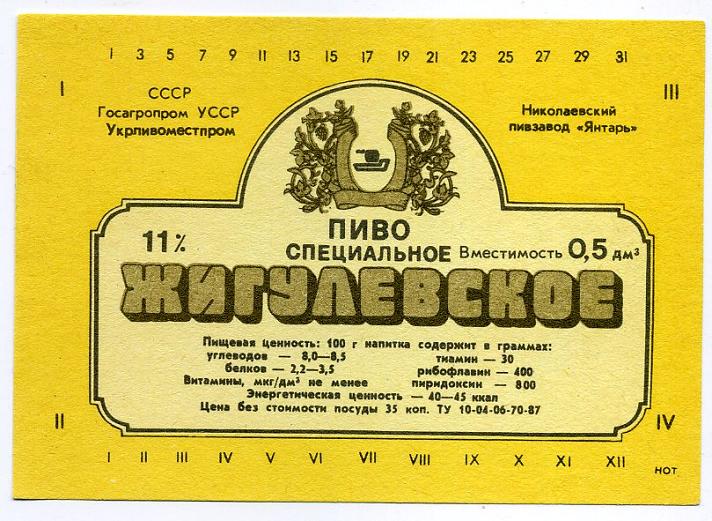 1 3 5 7 9 11 13 15 17 19 21 23 25 27 29 31
I
III
СССР
Госагропром УССР
Укрпивоместпром
Николаевский
пивзавод «Янтарь»
11%
ПИВО
СПЕЦИАЛЬНОЕ
Вместимость 0,5 дм³
ЖИГУЛЕВСКОЕ
Пищевая ценность: 100 г напитка содержит в граммах:
углеводов — 8,0—8,5
белков — 2,2—3,5
Витамины, мкг/дм³ не менее
тиамин — 30
рибофлавин — 400
пиридоксин — 800
Энергетическая ценность — 40—45 ккал
Цена без стоимости посуды 35 коп. ТУ 10-04-06-70-87
II
IV
I II III IV V VI VII VIII IX X XI XII
НОТ